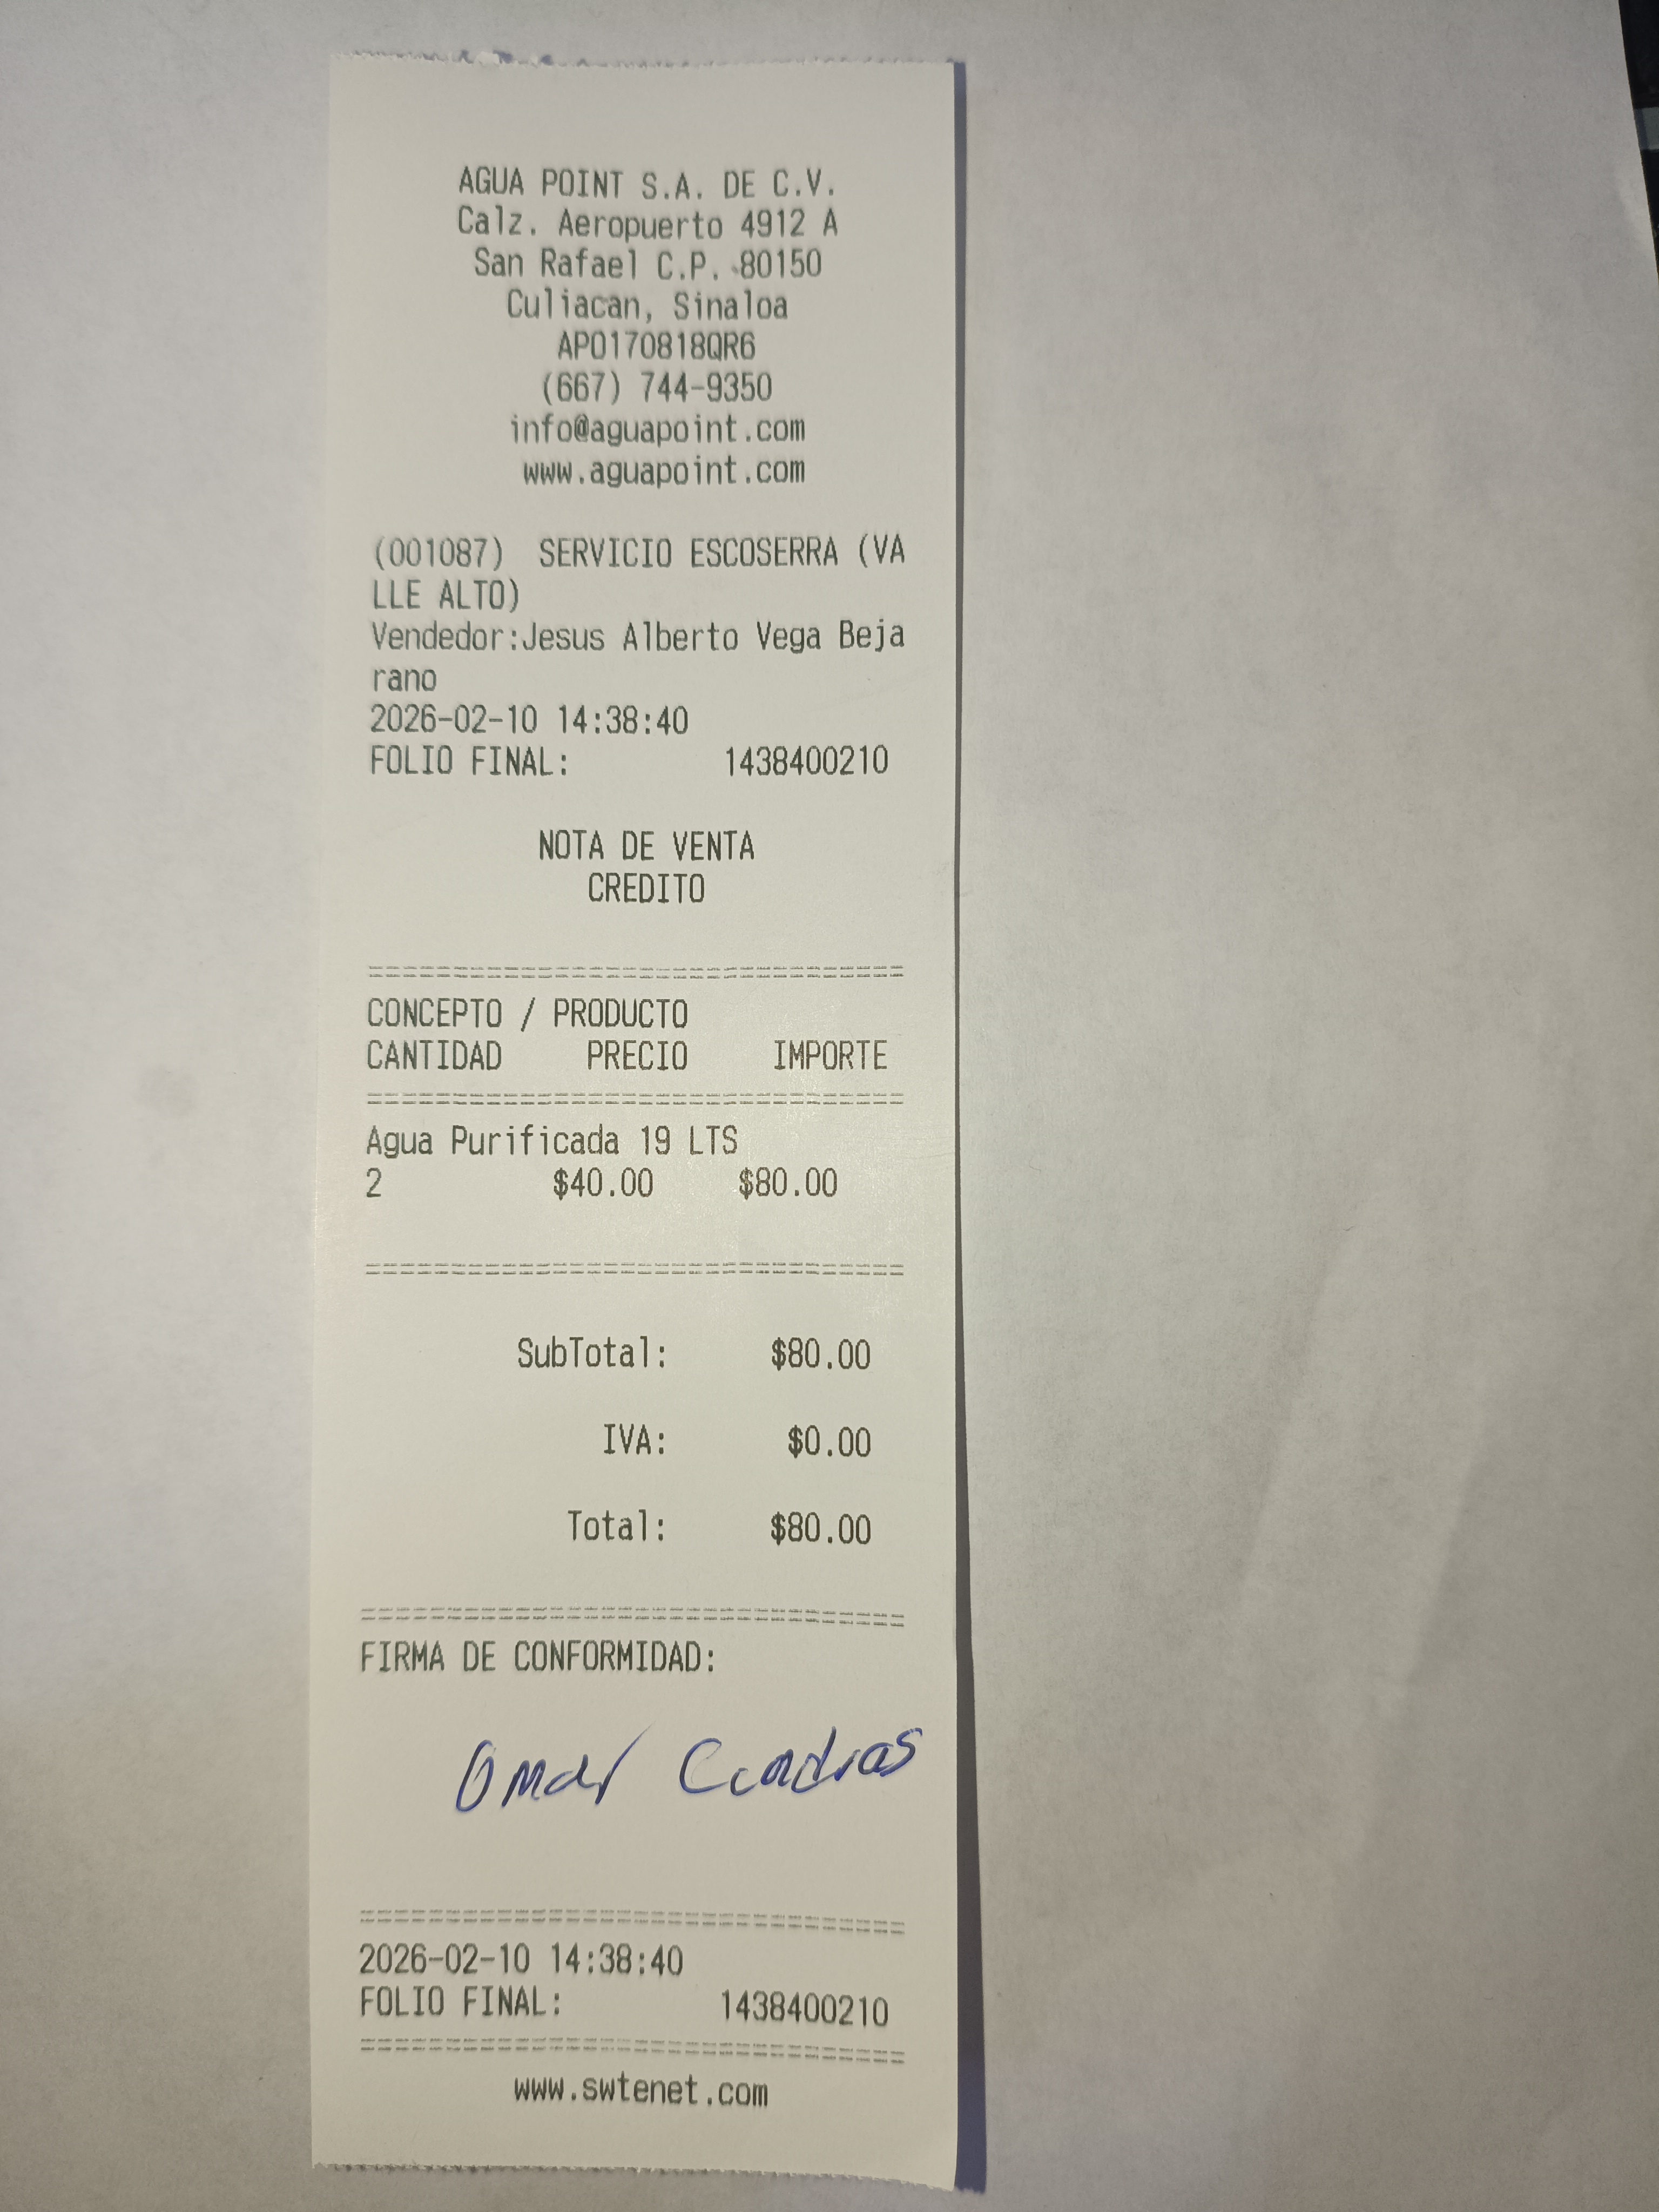 AGUA POINT S.A. DE C.V.
Calz. Aeropuerto 4912 A
San Rafael C.P. 80150
Culiacan, Sinaloa
APO170818QR6
(667) 744-9350
info@aguapoint.com
www.aguapoint.com
(001087) SERVICIO ESCOSERRA (VA
LLE ALTO)
Vendedor:Jesus Alberto Vega Beja
rano
2026-02-10 14:38:40
FOLIO FINAL: 1438400210
NOTA DE VENTA
CREDITO
================================
CONCEPTO / PRODUCTO
CANTIDAD PRECIO IMPORTE
================================
Agua Purificada 19 LTS
2 $40.00 $80.00
================================
SubTotal: $80.00
IVA: $0.00
Total: $80.00
================================
FIRMA DE CONFORMIDAD:
Omar Cuadras
================================
2026-02-10 14:38:40
FOLIO FINAL: 1438400210
================================
www.swtenet.com